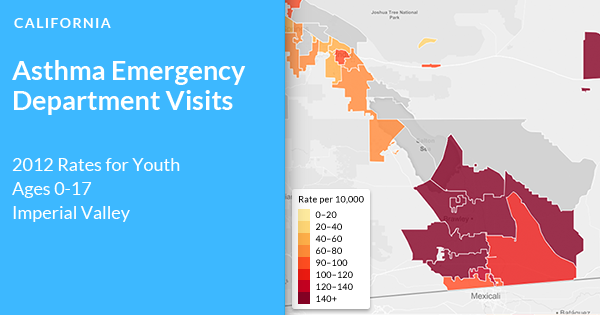 CALIFORNIA
Asthma Emergency
Department Visits
2012 Rates for Youth
Ages 0-17
Imperial Valley
Joshua Tree National
Park
Rate per 10,000
0–20
20–40
40–60
60–80
90–100
100–120
120–140
140+
Mexicali